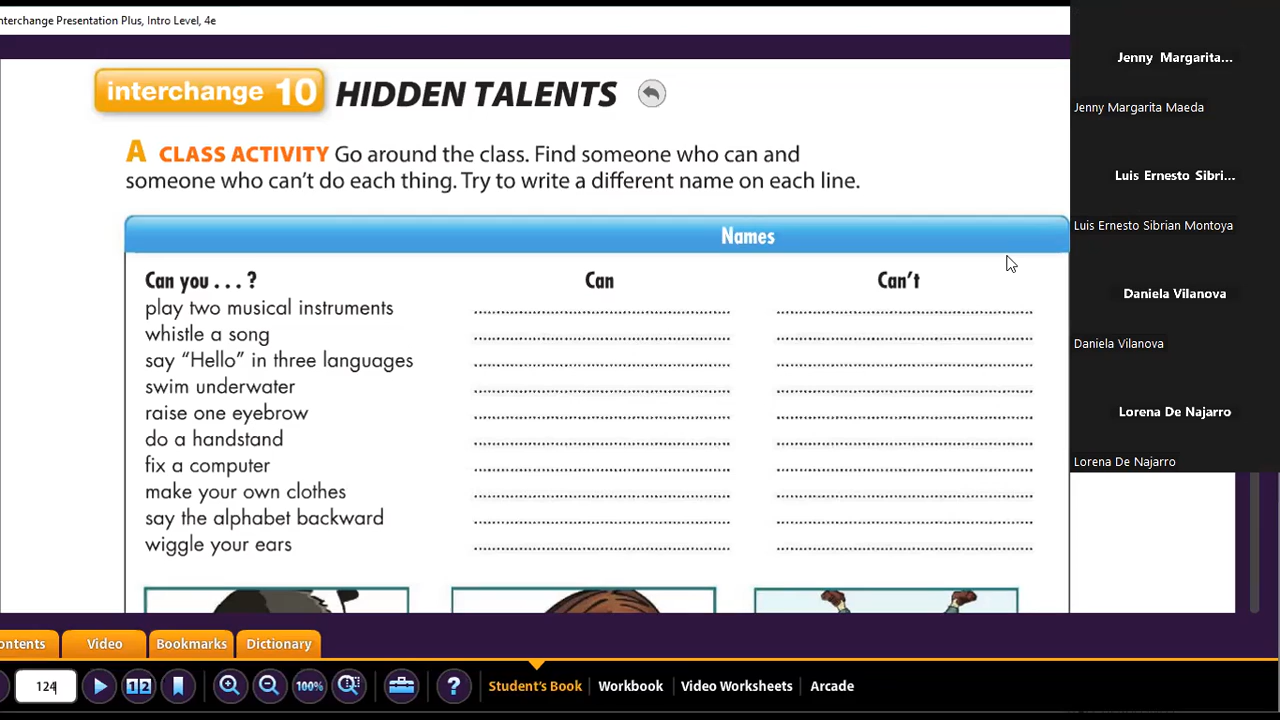 nterchange Presentation Plus, Intro Level, 4e
interchange 10 HIDDEN TALENTS
A CLASS ACTIVITY Go around the class. Find someone who can and
someone who can't do each thing. Try to write a different name on each line.
Names
Can you . . . ? Can Can't
play two musical instruments
whistle a song
say "Hello" in three languages
swim underwater
raise one eyebrow
do a handstand
fix a computer
make your own clothes
say the alphabet backward
wiggle your ears
Jenny Margarita...
Jenny Margarita Maeda
Luis Ernesto Sibri...
Luis Ernesto Sibrian Montoya
Daniela Vilanova
Daniela Vilanova
Lorena De Najarro
Lorena De Najarro
ontents Video Bookmarks Dictionary
124 1 2 100% ? Student's Book Workbook Video Worksheets Arcade